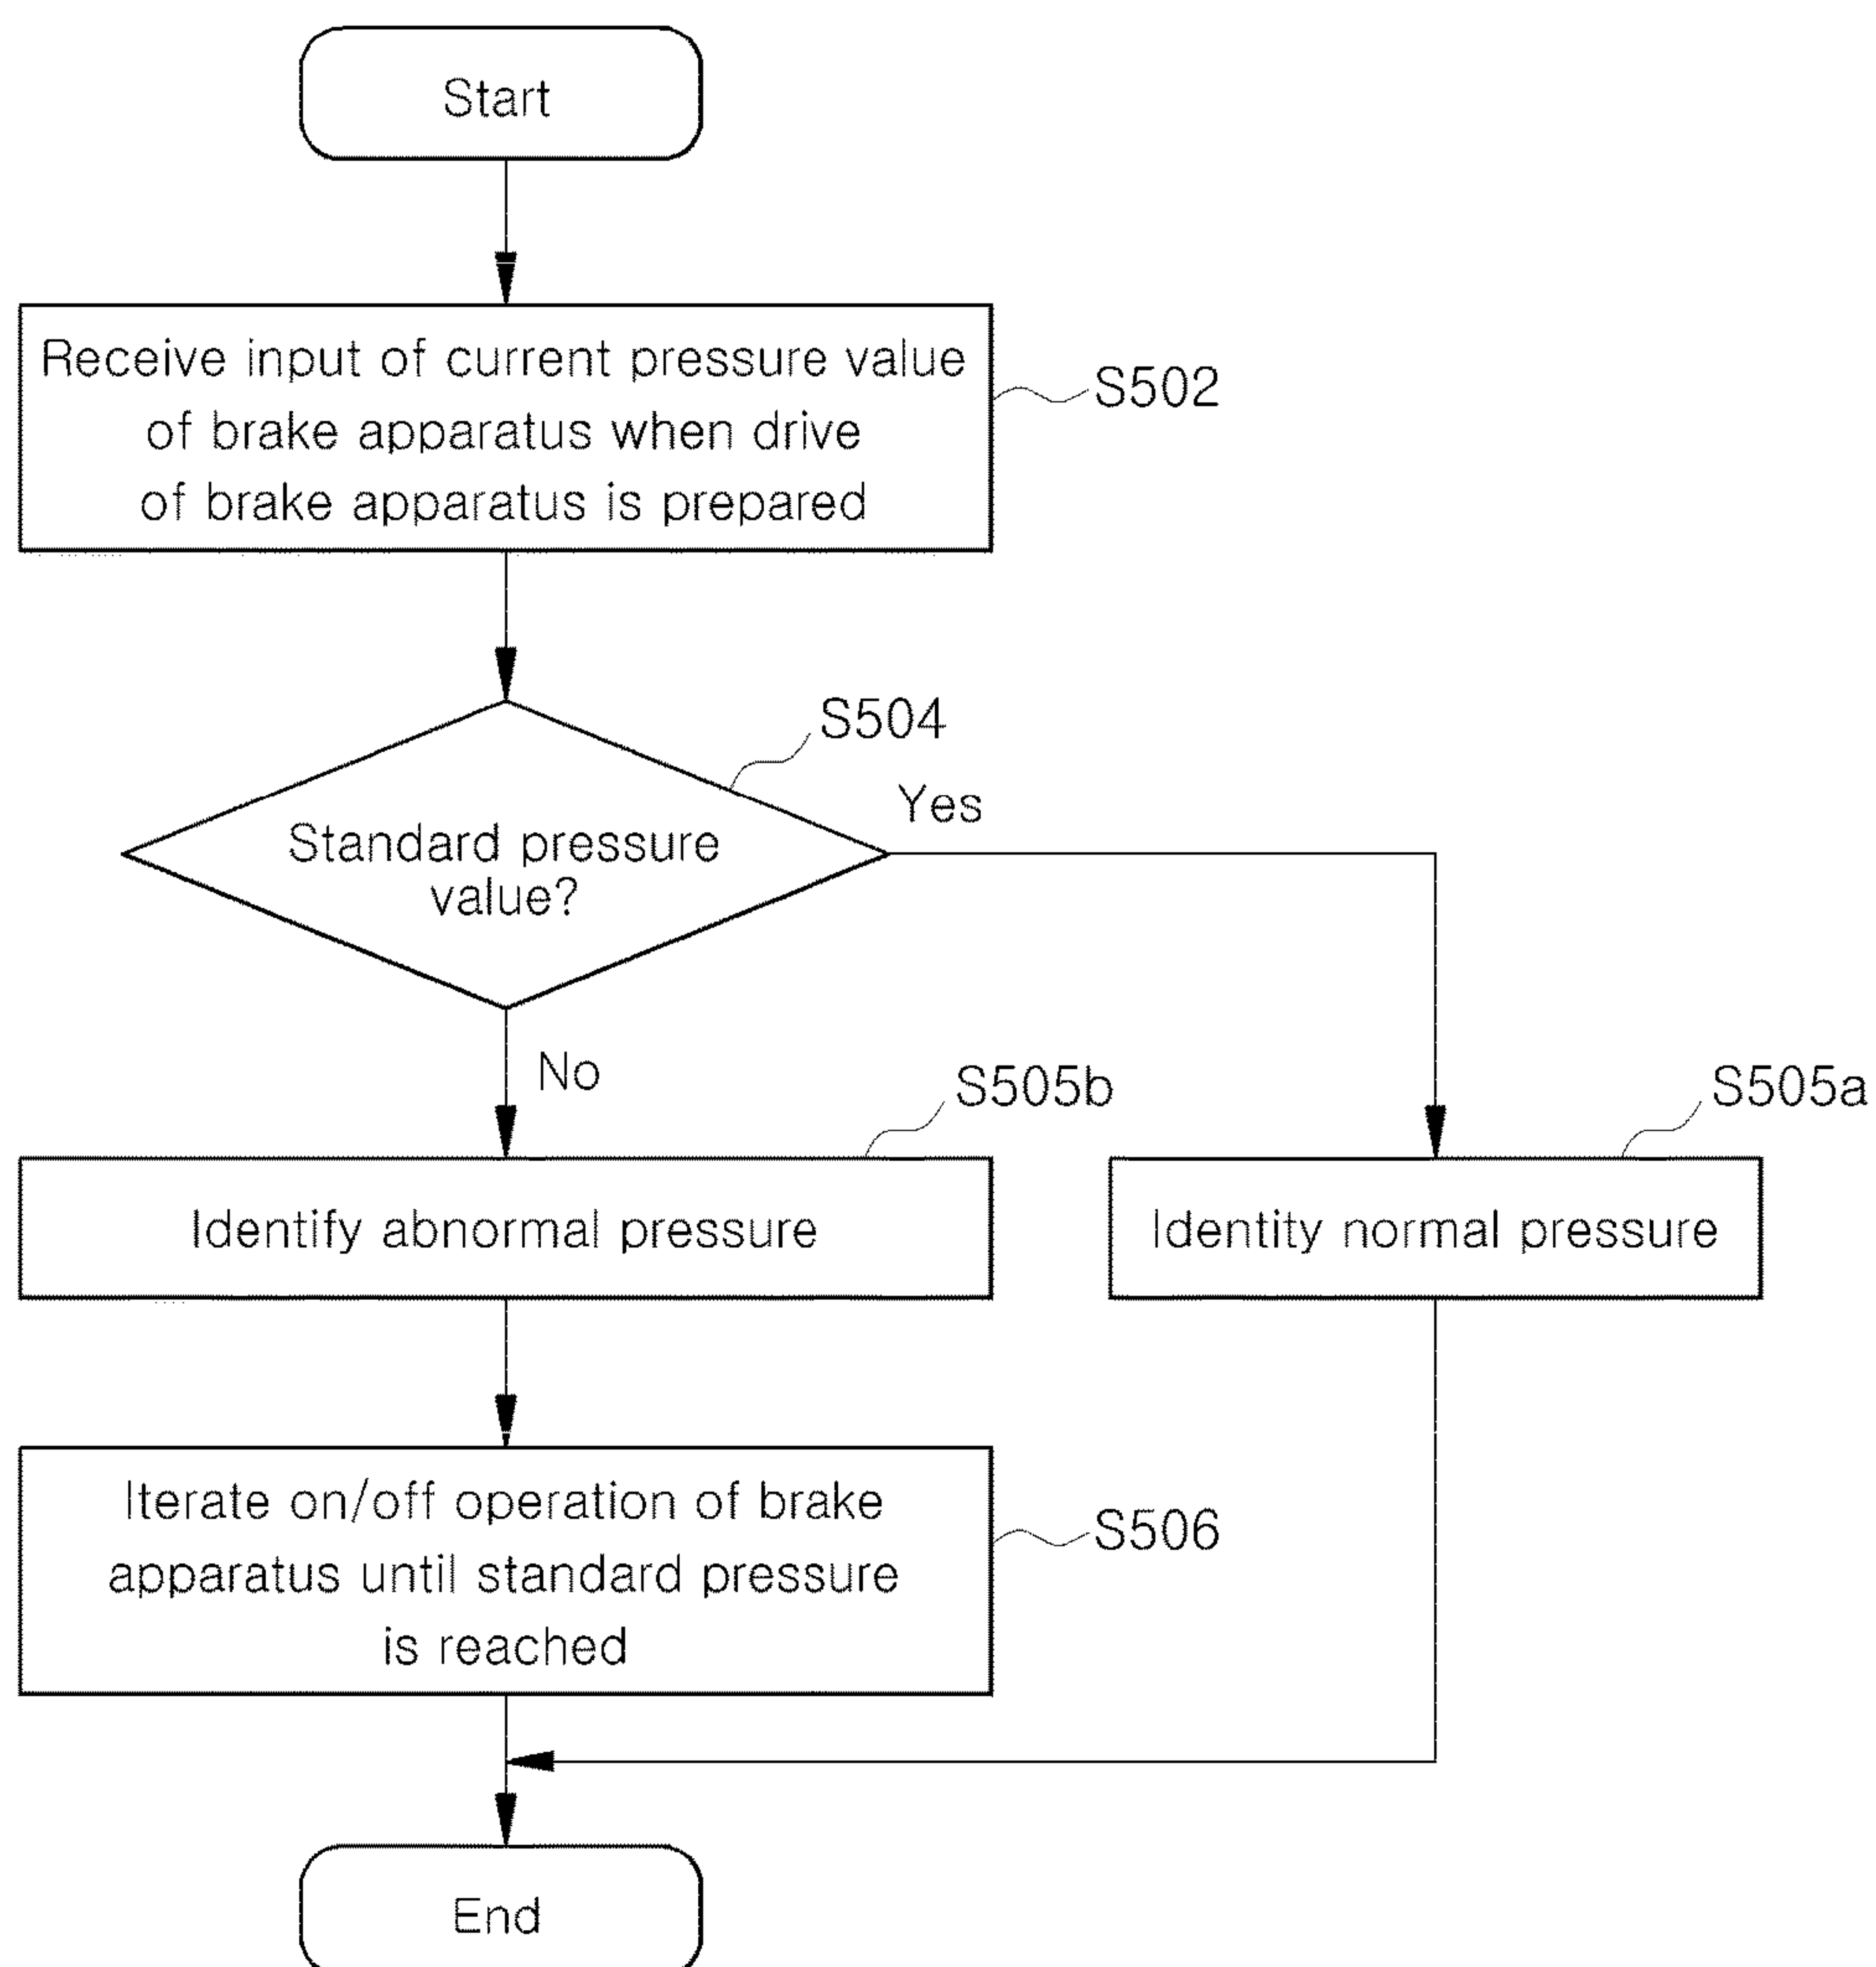 Start
Receive input of current pressure value
of brake apparatus when drive
of brake apparatus is prepared
S502
S504
Yes
Standard pressure
value?
No
S505b
S505a
Identify abnormal pressure
Identity normal pressure
Iterate on/off operation of brake
apparatus until standard pressure
is reached
S506
End